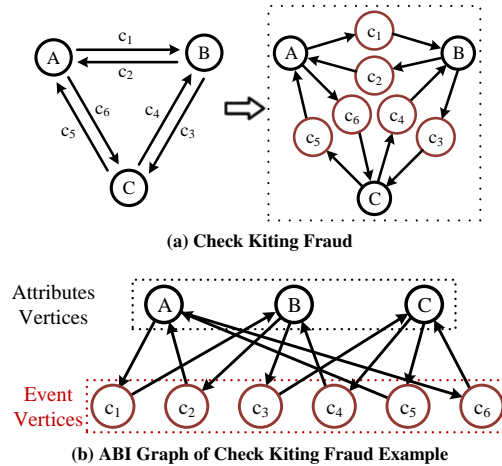 A
c₁
B
c₂
c₆
c₄
c₅
c₃
C
A
c₁
B
c₂
c₅
c₆
c₄
c₃
C
(a) Check Kiting Fraud
Attributes
Vertices
A
B
C
Event
Vertices
c₁
c₂
c₃
c₄
c₅
c₆
(b) ABI Graph of Check Kiting Fraud Example